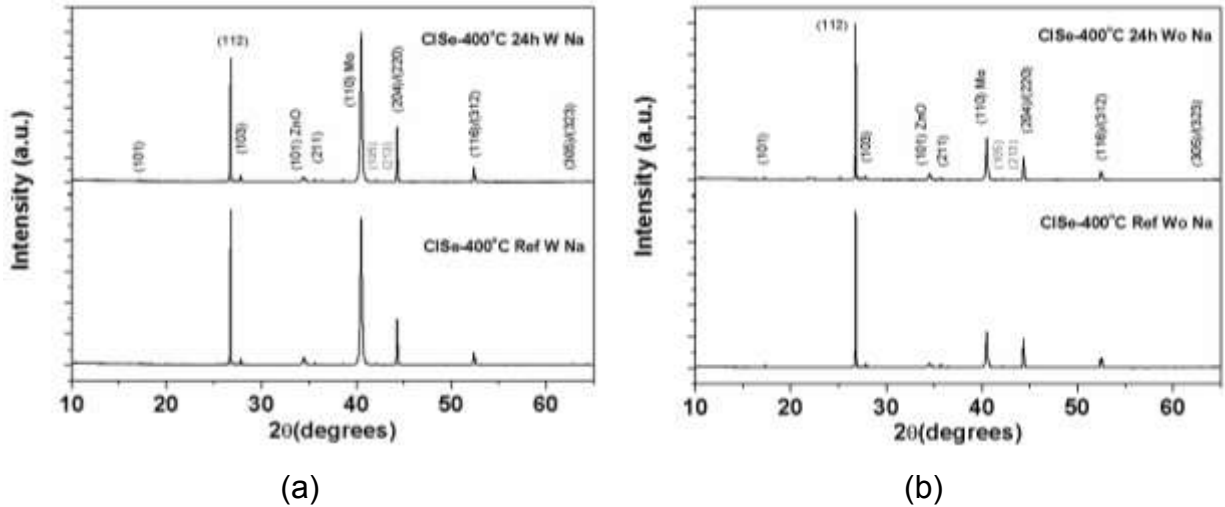 Intensity (a.u.)
CISe-400°C 24h W Na
(101)
(112)
(103)
(101) ZnO
(211)
(110) Mo
(105)
(213)
(204)/(220)
(116)/(312)
(305)/(323)
CISe-400°C Ref W Na
10 20 30 40 50 60
2θ(degrees)
(a)
Intensity (a.u.)
CISe-400°C 24h Wo Na
(101)
(112)
(103)
(101) ZnO
(211)
(110) Mo
(105)
(213)
(204)/(220)
(116)/(312)
(305)/(323)
CISe-400°C Ref Wo Na
10 20 30 40 50 60
2θ(degrees)
(b)